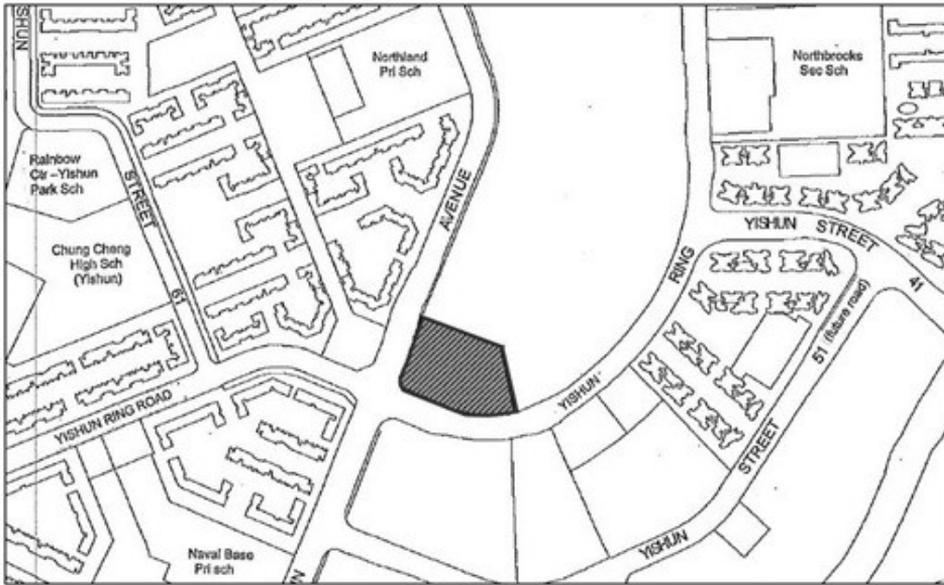 SHUN
Northland
Pri Sch
Northbrooks
Sec Sch
Rainbow
Ctr -Yishun
Park Sch
STREET
AVENUE
YISHUN STREET
41
Chung Cheng
High Sch
(Yishun)
61
RING
51 (future road)
YISHUN
YISHUN RING ROAD
STREET
YISHUN
Naval Base
Pri sch
UN